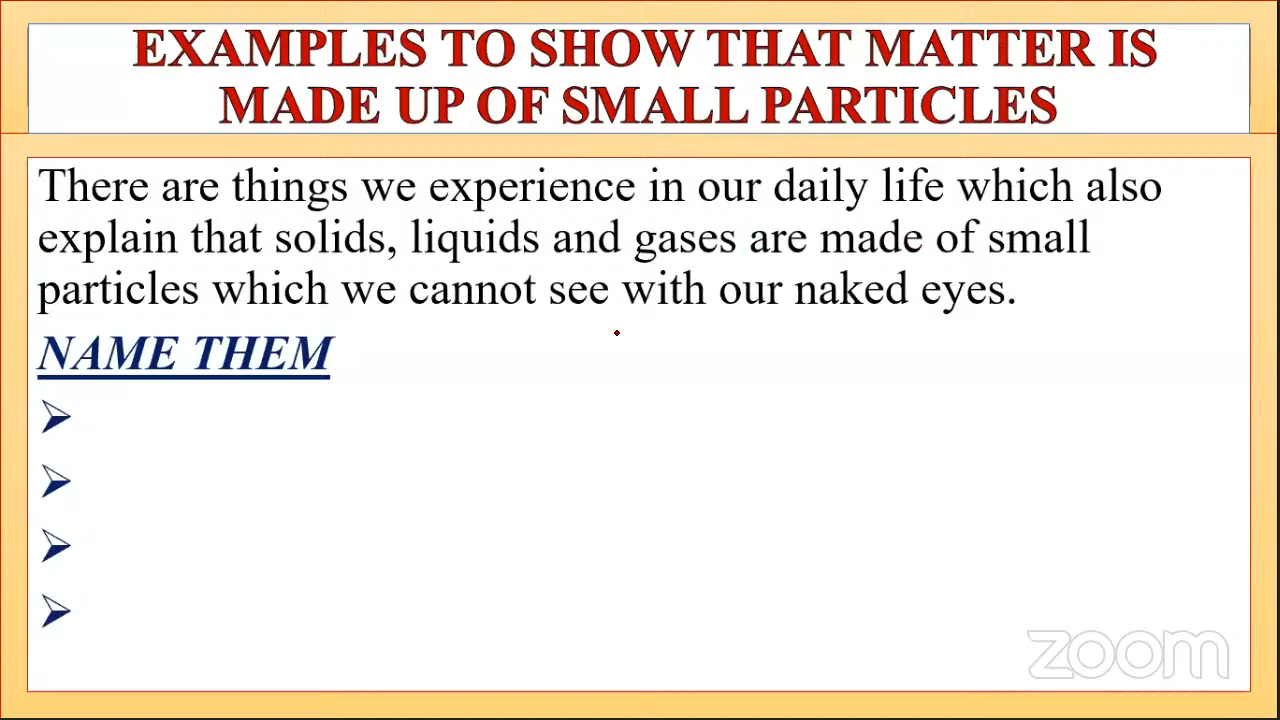 EXAMPLES TO SHOW THAT MATTER IS
MADE UP OF SMALL PARTICLES
There are things we experience in our daily life which also
explain that solids, liquids and gases are made of small
particles which we cannot see with our naked eyes.
NAME THEM
zoom